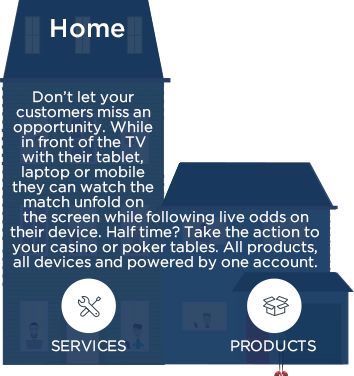 Home
Don't let your
customers miss an
opportunity. While
in front of the TV
with their tablet,
laptop or mobile
they can watch the
match unfold on
the screen while following live odds on
their device. Half time? Take the action to
your casino or poker tables. All products,
all devices and powered by one account.
SERVICES
PRODUCTS